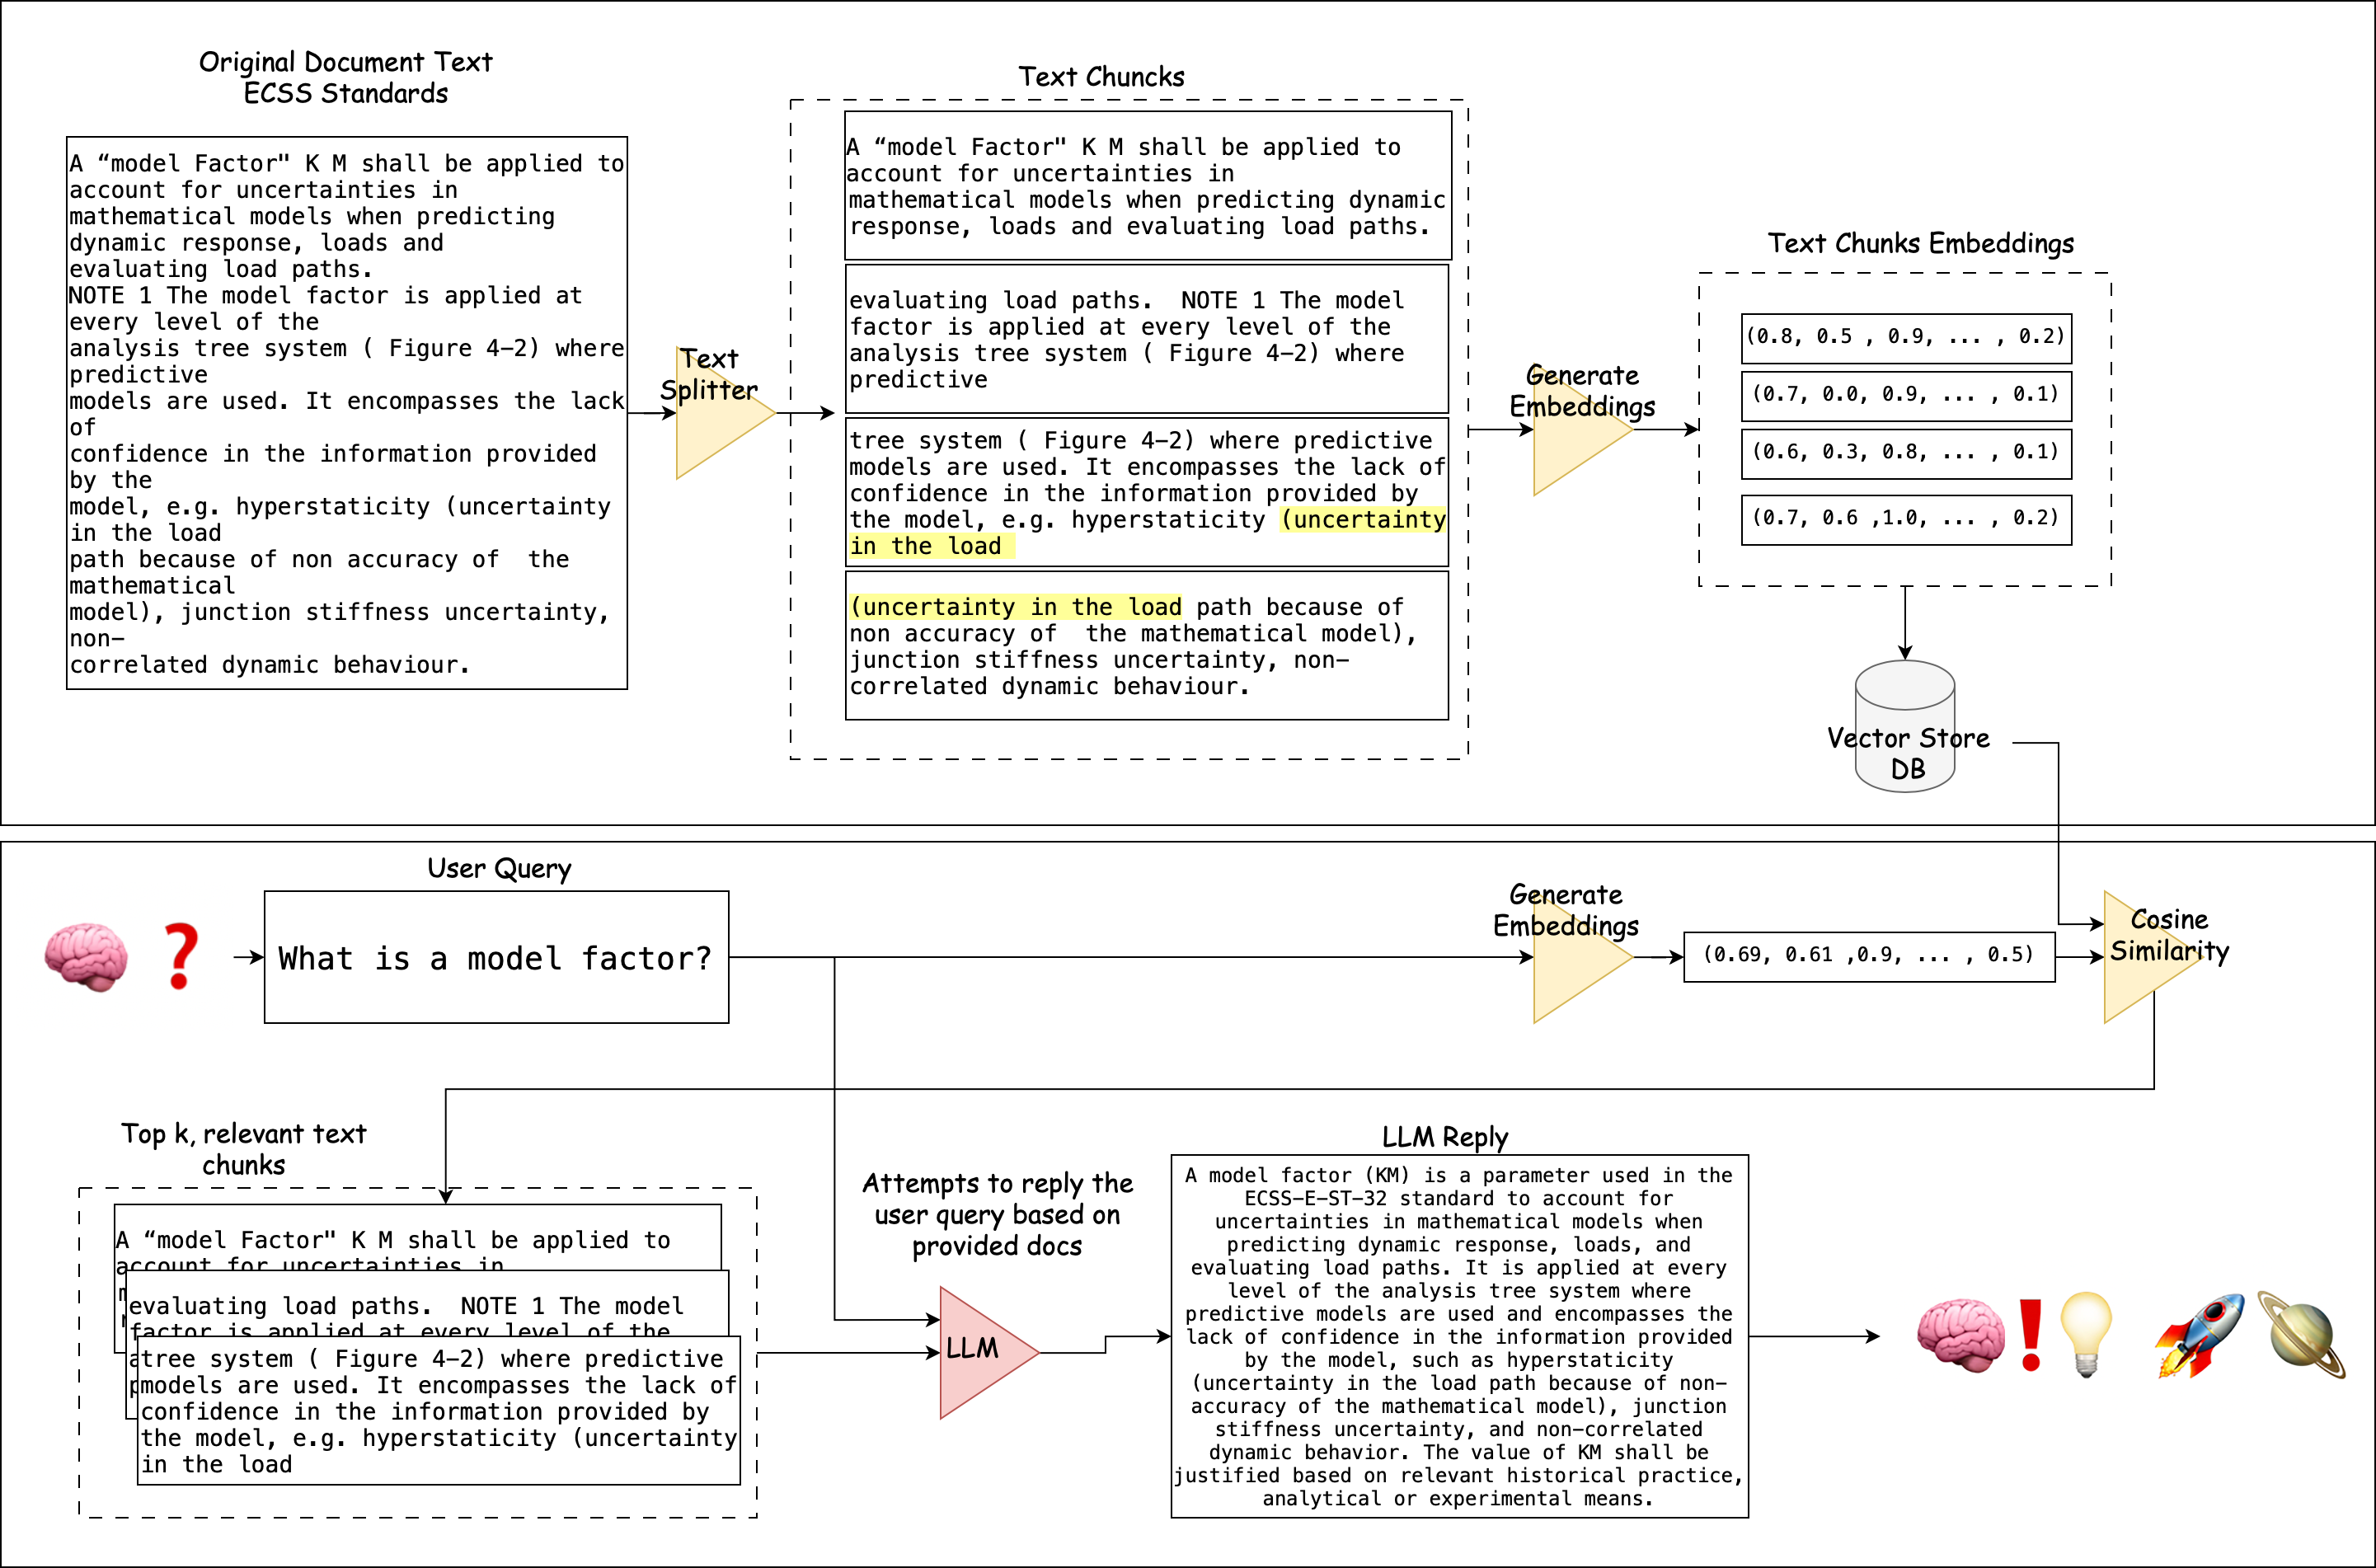 Original Document Text
ECSS Standards
A “model Factor" K M shall be applied to
account for uncertainties in
mathematical models when predicting
dynamic response, loads and
evaluating load paths.
NOTE 1 The model factor is applied at
every level of the
analysis tree system ( Figure 4–2) where
predictive
models are used. It encompasses the lack
of
confidence in the information provided
by the
model, e.g. hyperstaticity (uncertainty
in the load
path because of non accuracy of  the
mathematical
model), junction stiffness uncertainty,
non–
correlated dynamic behaviour.
Text
Splitter
Text Chuncks
A “model Factor" K M shall be applied to
account for uncertainties in
mathematical models when predicting dynamic
response, loads and evaluating load paths.
evaluating load paths.  NOTE 1 The model
factor is applied at every level of the
analysis tree system ( Figure 4–2) where
predictive
tree system ( Figure 4–2) where predictive
models are used. It encompasses the lack of
confidence in the information provided by
the model, e.g. hyperstaticity (uncertainty
in the load
(uncertainty in the load path because of
non accuracy of  the mathematical model),
junction stiffness uncertainty, non–
correlated dynamic behaviour.
Generate
Embeddings
Text Chunks Embeddings
(0.8, 0.5 , 0.9, ... , 0.2)
(0.7, 0.0, 0.9, ... , 0.1)
(0.6, 0.3, 0.8, ... , 0.1)
(0.7, 0.6 ,1.0, ... , 0.2)
Vector Store
DB
User Query
What is a model factor?
Generate
Embeddings
(0.69, 0.61 ,0.9, ... , 0.5)
Cosine
Similarity
Top k, relevant text
chunks
A “model Factor" K M shall be applied to
account for uncertainties in
evaluating load paths.  NOTE 1 The model
factor is applied at every level of the
tree system ( Figure 4–2) where predictive
models are used. It encompasses the lack of
confidence in the information provided by
the model, e.g. hyperstaticity (uncertainty
in the load
Attempts to reply the
user query based on
provided docs
LLM
LLM Reply
A model factor (KM) is a parameter used in the
ECSS–E–ST–32 standard to account for
uncertainties in mathematical models when
predicting dynamic response, loads, and
evaluating load paths. It is applied at every
level of the analysis tree system where
predictive models are used and encompasses the
lack of confidence in the information provided
by the model, such as hyperstaticity
(uncertainty in the load path because of non–
accuracy of the mathematical model), junction
stiffness uncertainty, and non–correlated
dynamic behavior. The value of KM shall be
justified based on relevant historical practice,
analytical or experimental means.